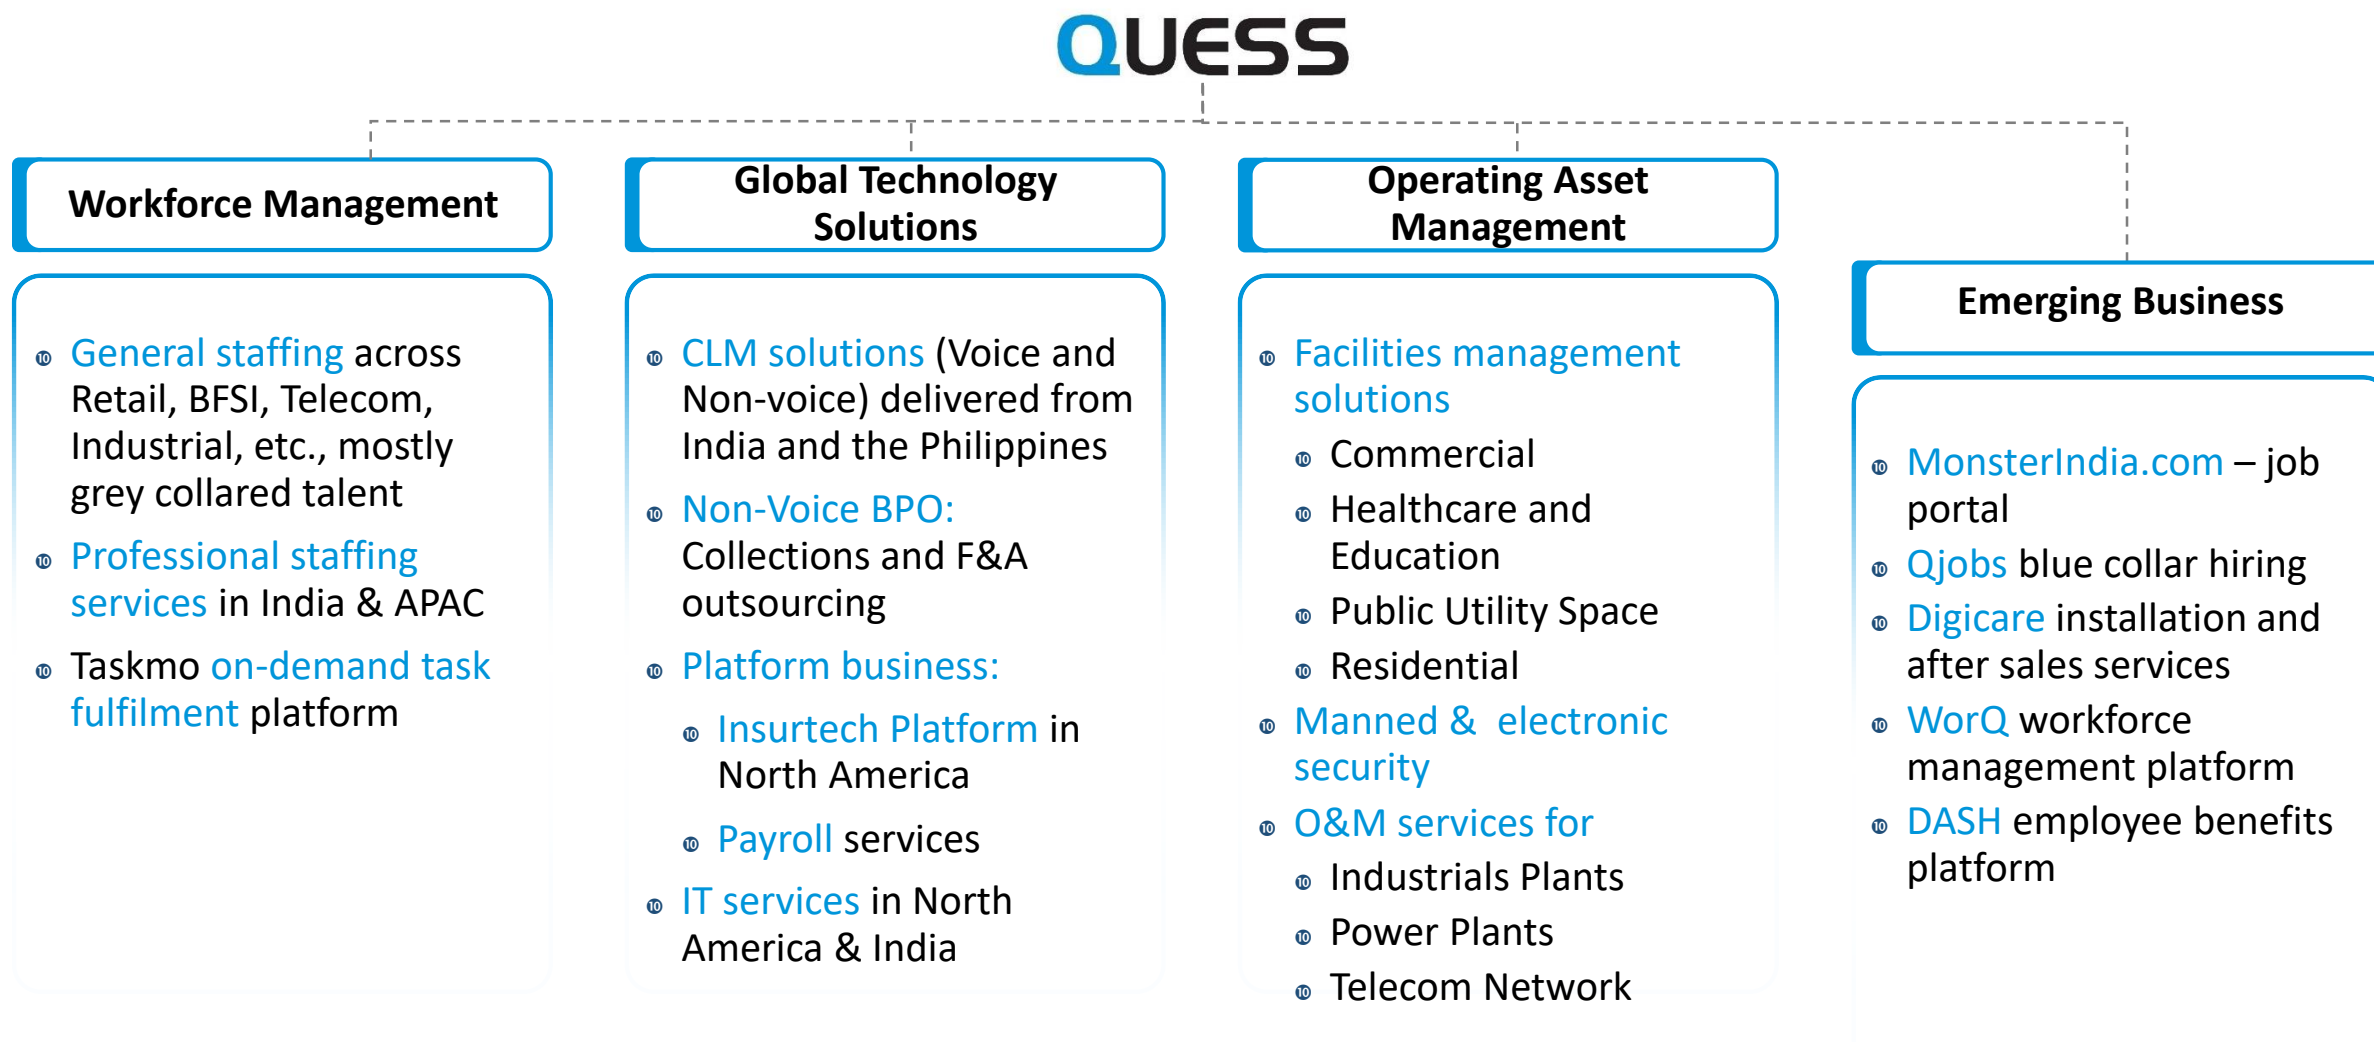 QUESS
Workforce Management
⓾ General staffing across
Retail, BFSI, Telecom,
Industrial, etc., mostly
grey collared talent
⓾ Professional staffing
services in India & APAC
⓾ Taskmo on-demand task
fulfilment platform
Global Technology
Solutions
⓾ CLM solutions (Voice and
Non-voice) delivered from
India and the Philippines
⓾ Non-Voice BPO:
Collections and F&A
outsourcing
⓾ Platform business:
⓾ Insurtech Platform in
North America
⓾ Payroll services
⓾ IT services in North
America & India
Operating Asset
Management
⓾ Facilities management
solutions
⓾ Commercial
⓾ Healthcare and
Education
⓾ Public Utility Space
⓾ Residential
⓾ Manned & electronic
security
⓾ O&M services for
⓾ Industrials Plants
⓾ Power Plants
⓾ Telecom Network
Emerging Business
⓾ MonsterIndia.com – job
portal
⓾ Qjobs blue collar hiring
⓾ Digicare installation and
after sales services
⓾ WorQ workforce
management platform
⓾ DASH employee benefits
platform